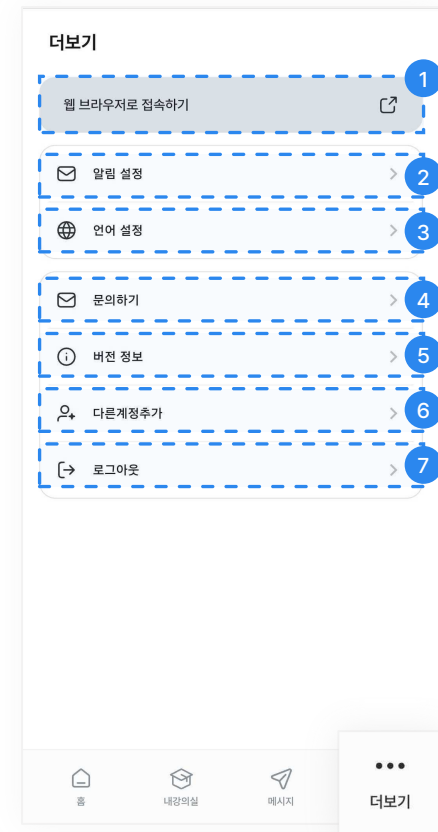 더보기
웹 브라우저로 접속하기
1
알림 설정
2
언어 설정
3
문의하기
4
버전 정보
5
다른계정추가
6
로그아웃
7
홈
내강의실
메시지
더보기